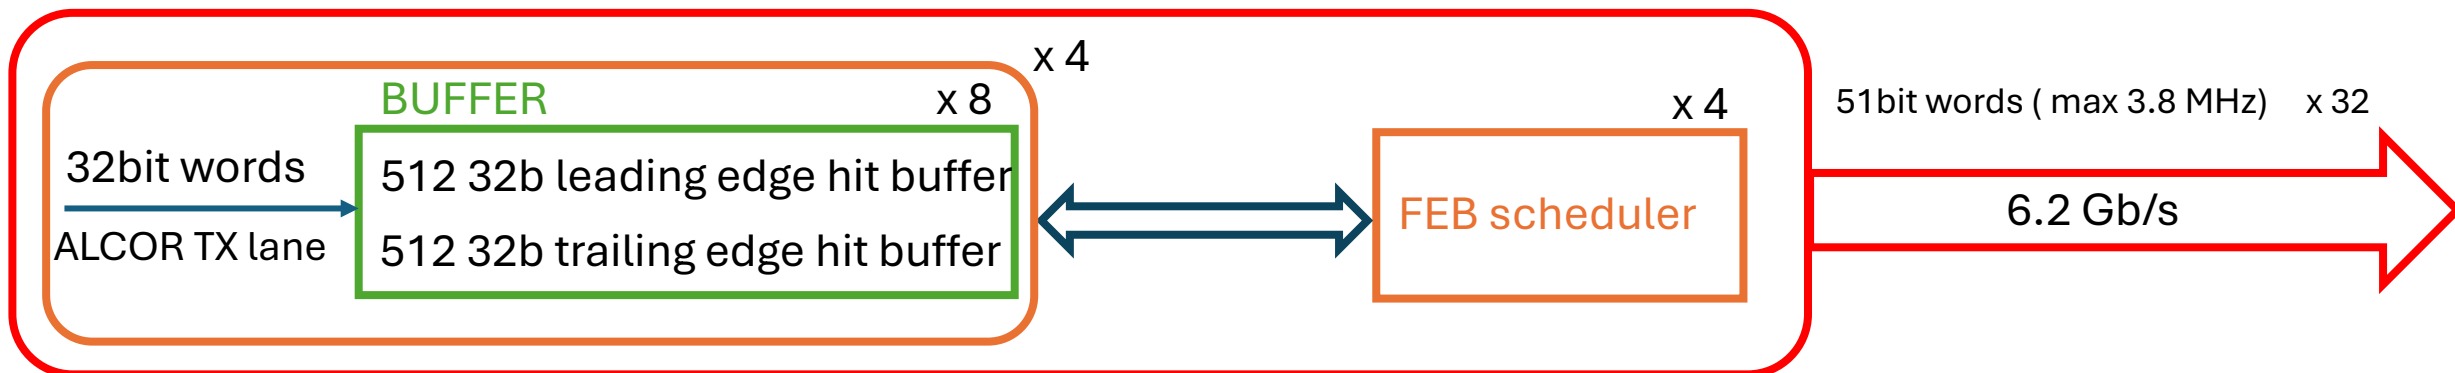 x 4
BUFFER
x 8
32bit words
ALCOR TX lane
512 32b leading edge hit buffer
512 32b trailing edge hit buffer
x 4
FEB scheduler
51bit words ( max 3.8 MHz) x 32
6.2 Gb/s